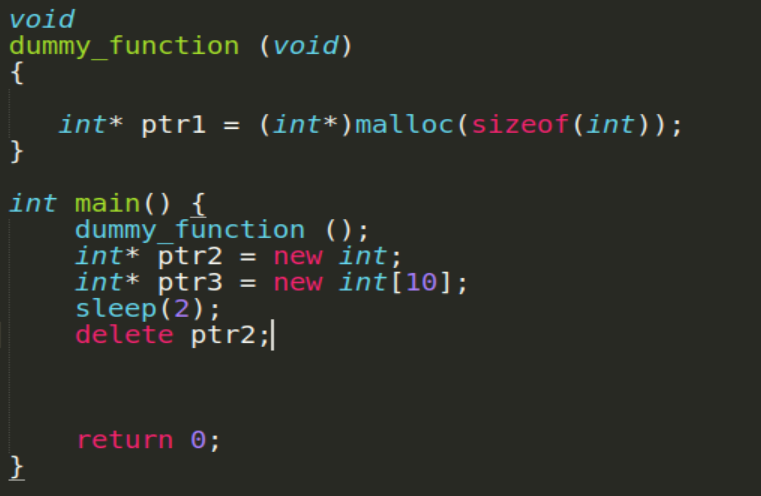 void
dummy_function (void)
{
int* ptr1 = (int*)malloc(sizeof(int));
}
int main() {
dummy_function ();
int* ptr2 = new int;
int* ptr3 = new int[10];
sleep(2);
delete ptr2;
return 0;
}